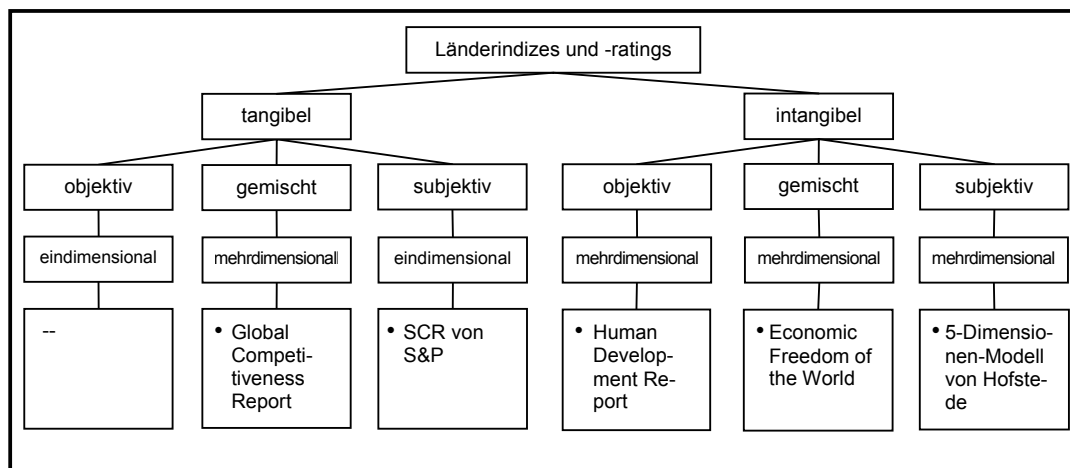 Länderindizes und -ratings
tangibel
intangibel
objektiv
gemischt
subjektiv
objektiv
gemischt
subjektiv
eindimensional
mehrdimensional
eindimensional
mehrdimensional
mehrdimensional
mehrdimensional
--
• Global
Competi-
tiveness
Report
• SCR von
S&P
• Human
Develop-
ment Re-
port
• Economic
Freedom of
the World
• 5-Dimensio-
nen-Modell
von Hofste-
de